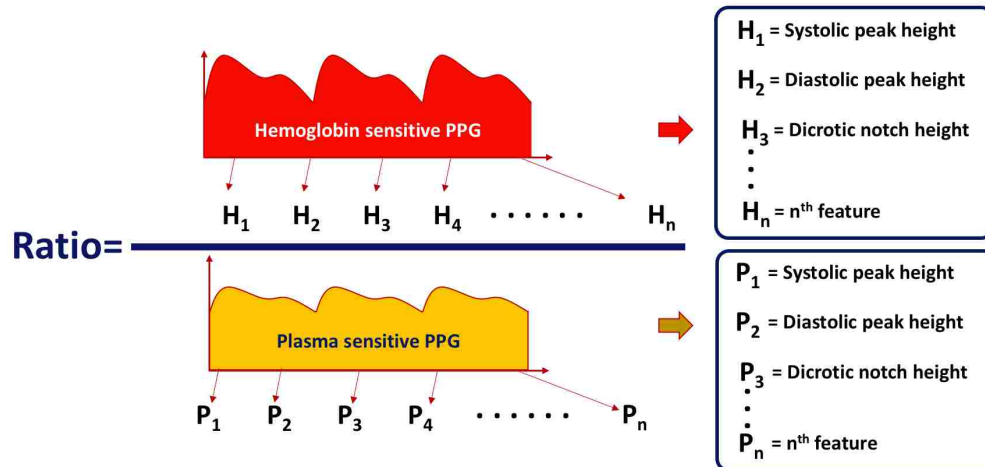 Hemoglobin sensitive PPG
H1 H2 H3 H4 . . . . . . Hn
Ratio=
Plasma sensitive PPG
P1 P2 P3 P4 . . . . . . Pn
H1 = Systolic peak height
H2 = Diastolic peak height
H3 = Dicrotic notch height
Hn = nth feature
P1 = Systolic peak height
P2 = Diastolic peak height
P3 = Dicrotic notch height
Pn = nth feature